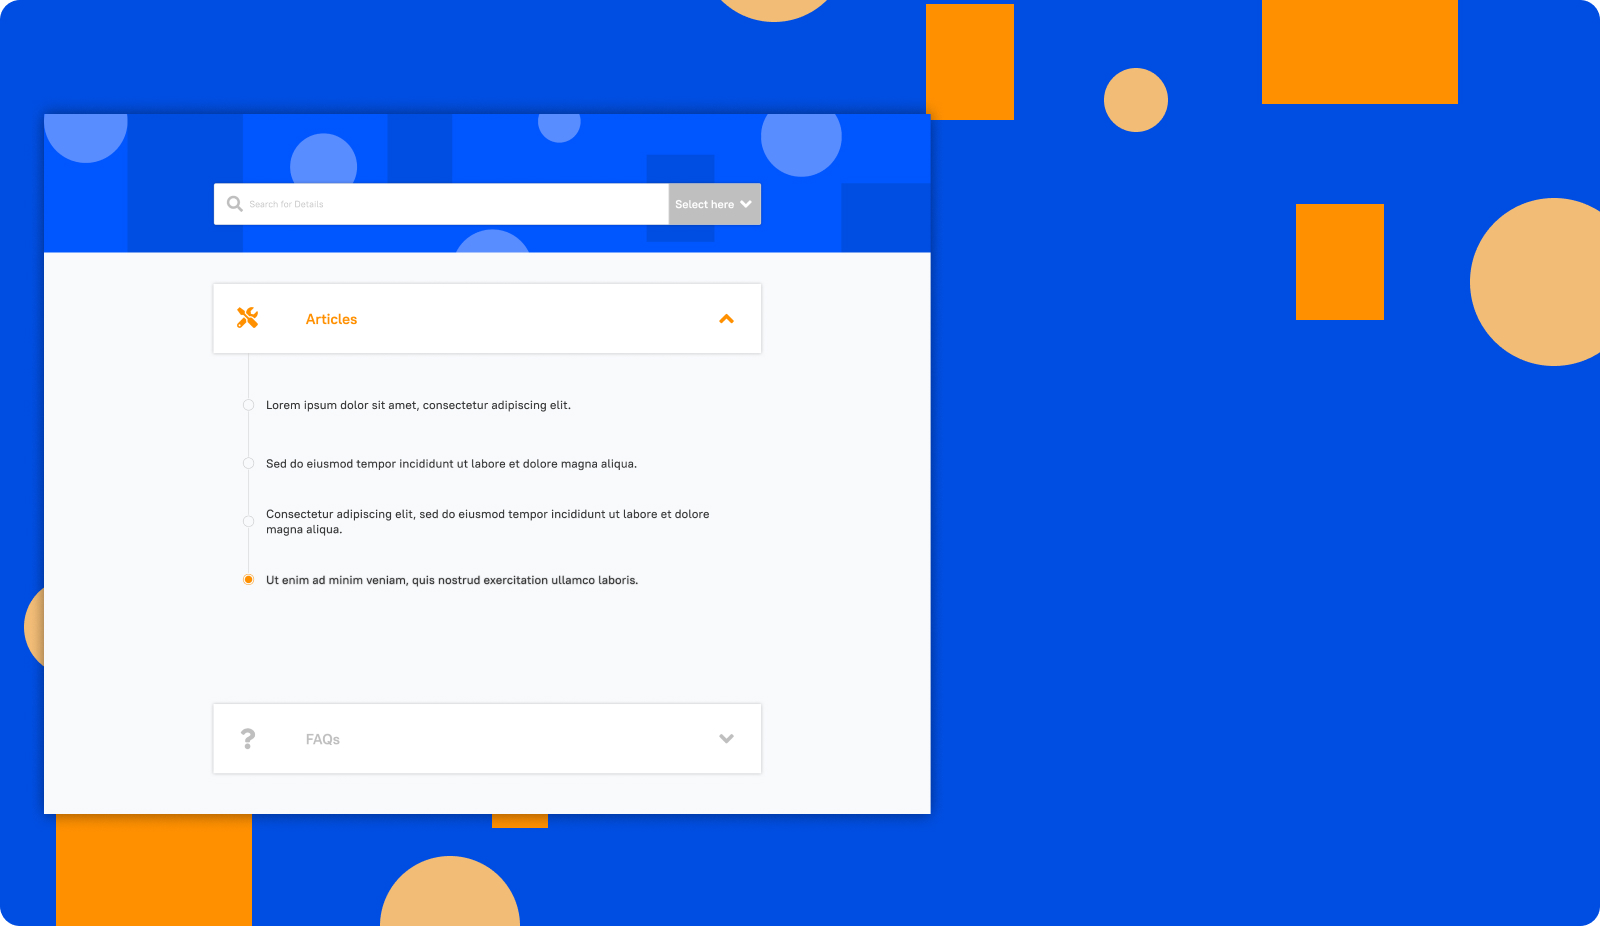 Search for Details
Select here
Articles
Lorem ipsum dolor sit amet, consectetur adipiscing elit.
Sed do eiusmod tempor incididunt ut labore et dolore magna aliqua.
Consectetur adipiscing elit, sed do eiusmod tempor incididunt ut labore et dolore
magna aliqua.
Ut enim ad minim veniam, quis nostrud exercitation ullamco laboris.
FAQs